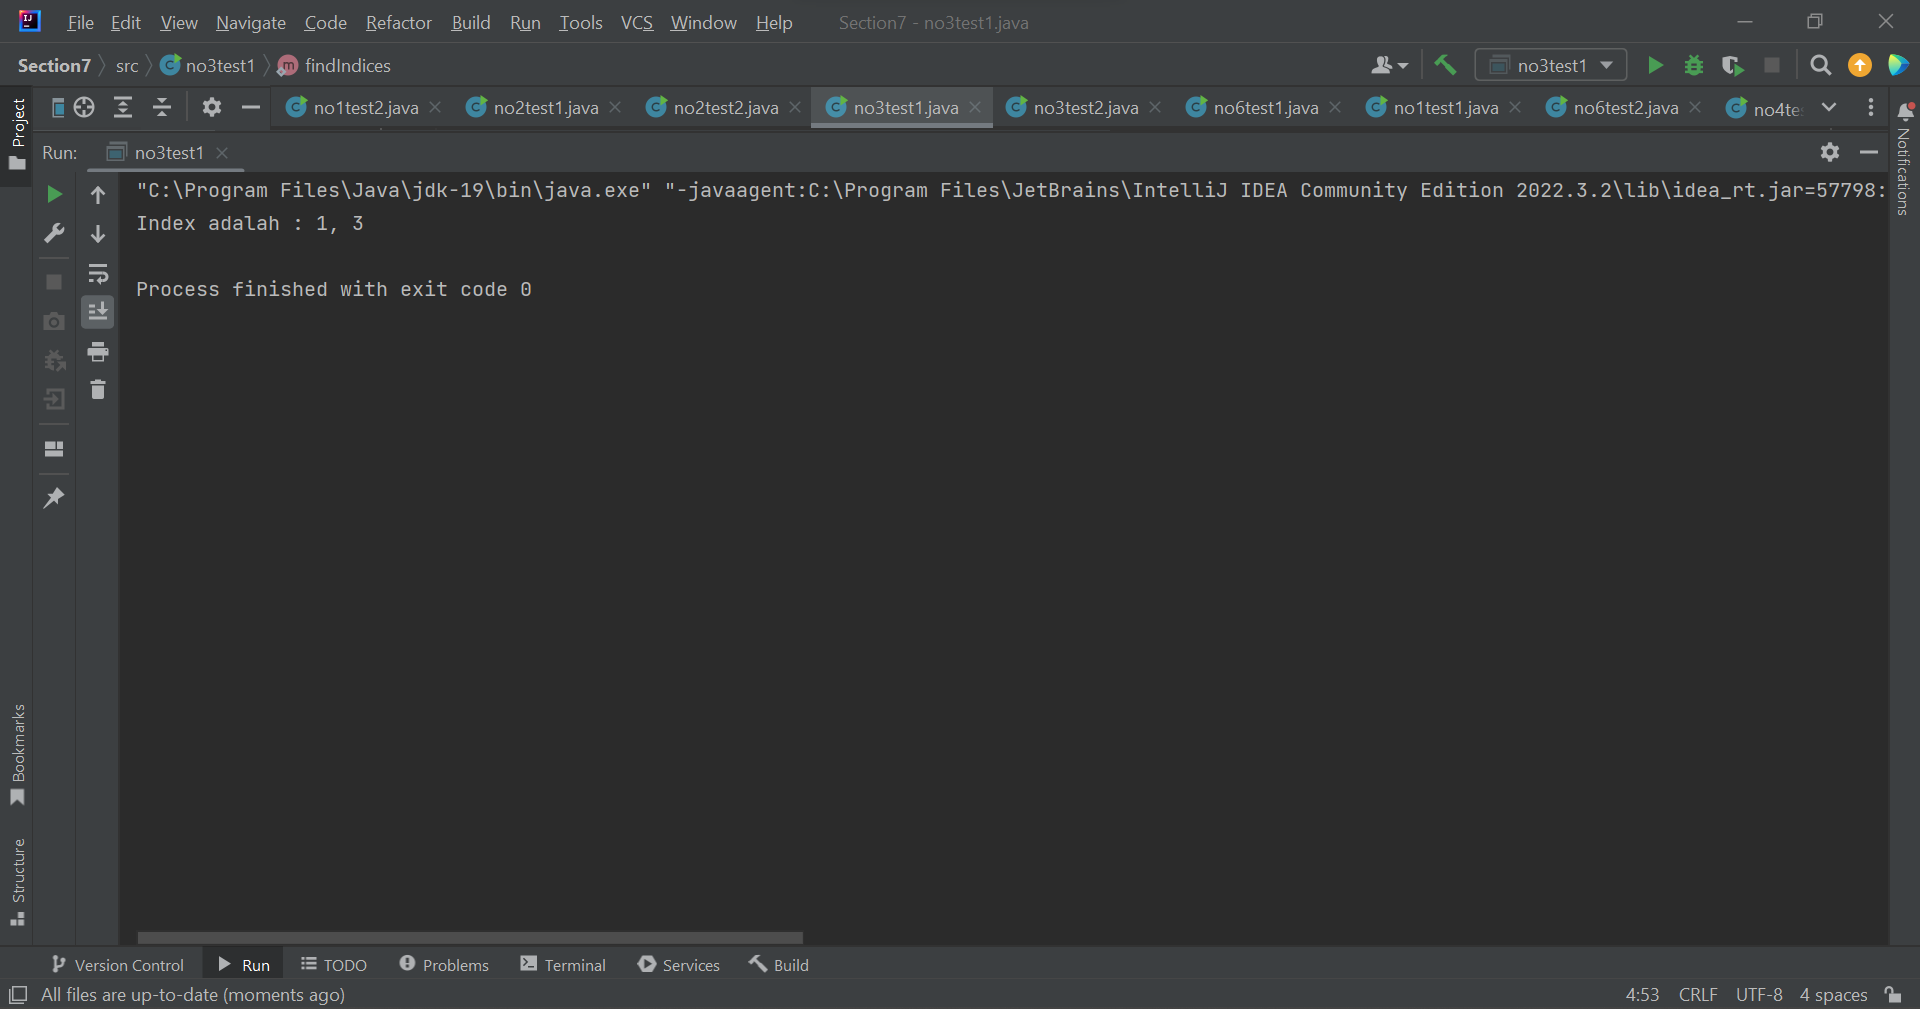 File Edit View Navigate Code Refactor Build Run Tools VCS Window Help Section7 - no3test1.java
Section7 src no3test1 findIndices no3test1
Project no1test2.java no2test1.java no2test2.java no3test1.java no3test2.java no6test1.java no1test1.java no6test2.java no4te
Run: no3test1
Notifications
"C:\Program Files\Java\jdk-19\bin\java.exe" "-javaagent:C:\Program Files\JetBrains\IntelliJ IDEA Community Edition 2022.3.2\lib\idea_rt.jar=57798:
Index adalah : 1, 3
Process finished with exit code 0
Bookmarks
Structure
Version Control Run TODO Problems Terminal Services Build
All files are up-to-date (moments ago) 4:53 CRLF UTF-8 4 spaces